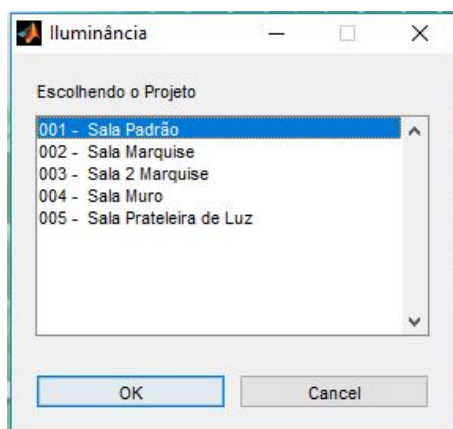 Iluminância
Escolhendo o Projeto
001 - Sala Padrão
002 - Sala Marquise
003 - Sala 2 Marquise
004 - Sala Muro
005 - Sala Prateleira de Luz
OK
Cancel